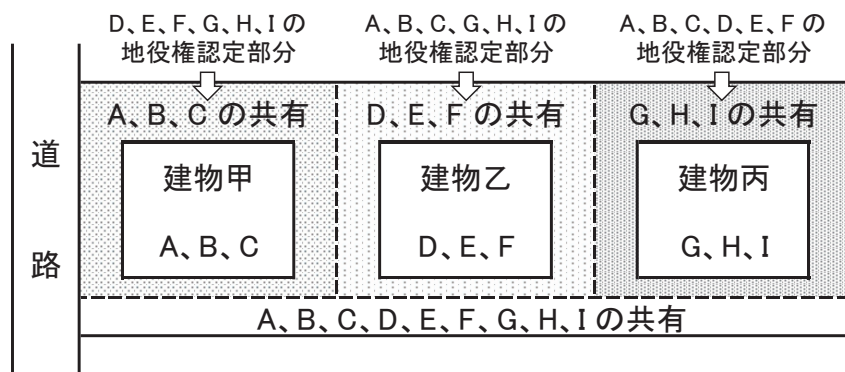 D、E、F、G、H、Iの
地役権認定部分
A、B、C、G、H、Iの
地役権認定部分
A、B、C、D、E、Fの
地役権認定部分
A、B、Cの共有
D、E、Fの共有
G、H、Iの共有
道
路
建物甲
A、B、C
建物乙
D、E、F
建物丙
G、H、I
A、B、C、D、E、F、G、H、Iの共有